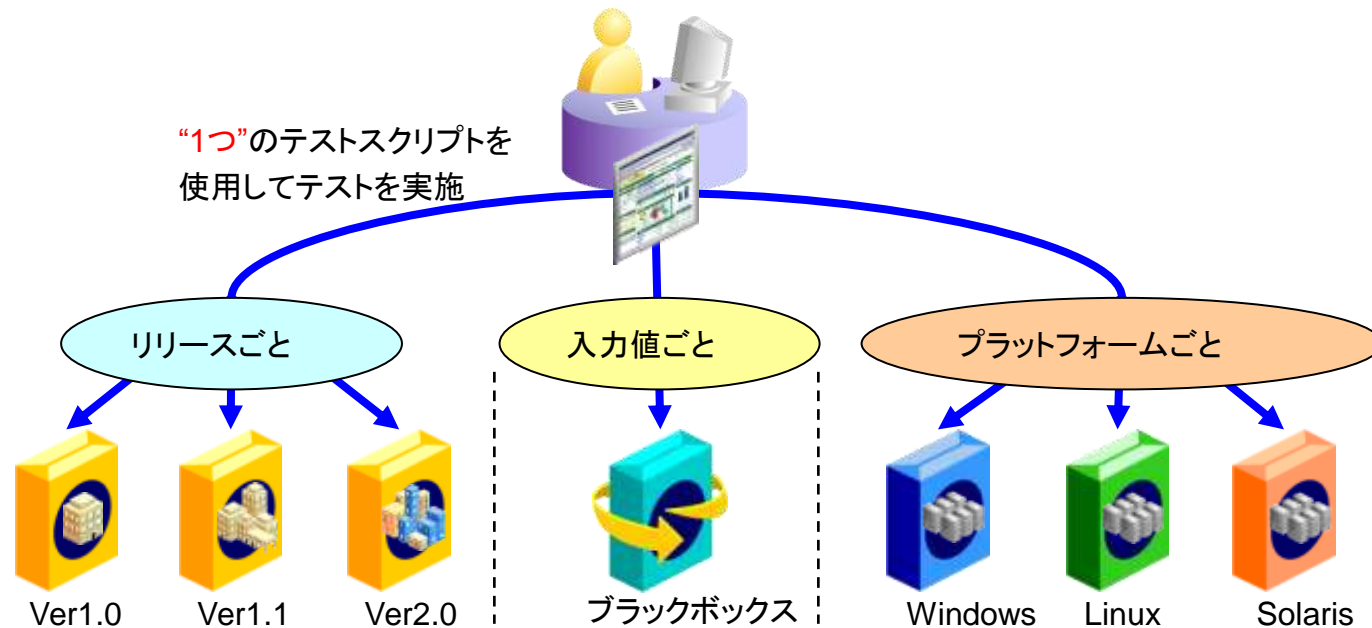 “1つ”のテストスクリプトを
使用してテストを実施
リリースごと
入力値ごと
プラットフォームごと
Ver1.0
Ver1.1
Ver2.0
ブラックボックス
Windows
Linux
Solaris